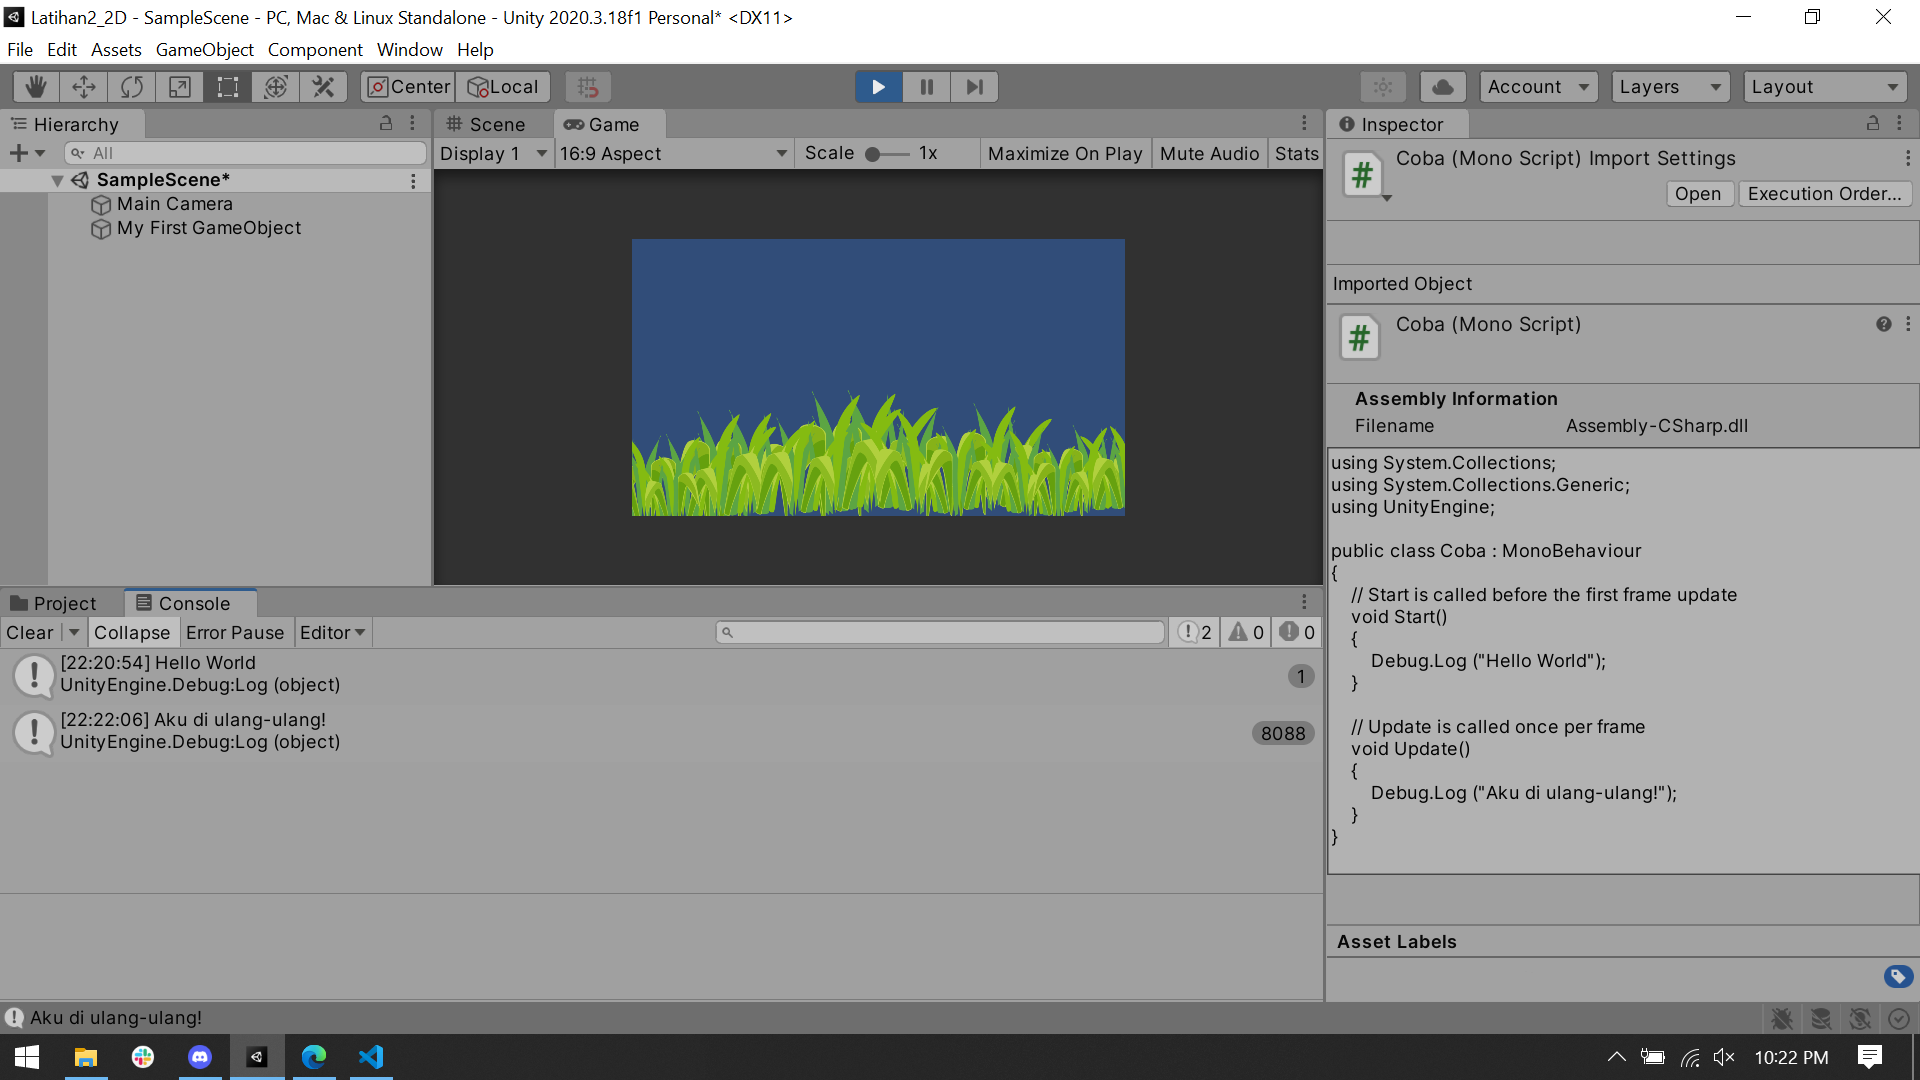 Latihan2_2D - SampleScene - PC, Mac & Linux Standalone - Unity 2020.3.18f1 Personal* <DX11>
File Edit Assets GameObject Component Window Help
Center Local Account Layers Layout
Hierarchy
All
SampleScene*
Main Camera
My First GameObject
Scene Game
Display 1 16:9 Aspect Scale 1x Maximize On Play Mute Audio Stats
Inspector
Coba (Mono Script) Import Settings
Open Execution Order...
Imported Object
Coba (Mono Script)
Assembly Information
Filename Assembly-CSharp.dll
using System.Collections;
using System.Collections.Generic;
using UnityEngine;
public class Coba : MonoBehaviour
{
// Start is called before the first frame update
void Start()
{
Debug.Log ("Hello World");
}
// Update is called once per frame
void Update()
{
Debug.Log ("Aku di ulang-ulang!");
}
}
Asset Labels
Project Console
Clear Collapse Error Pause Editor 2 0 0
[22:20:54] Hello World
UnityEngine.Debug:Log (object)
1
[22:22:06] Aku di ulang-ulang!
UnityEngine.Debug:Log (object)
8088
Aku di ulang-ulang!
10:22 PM